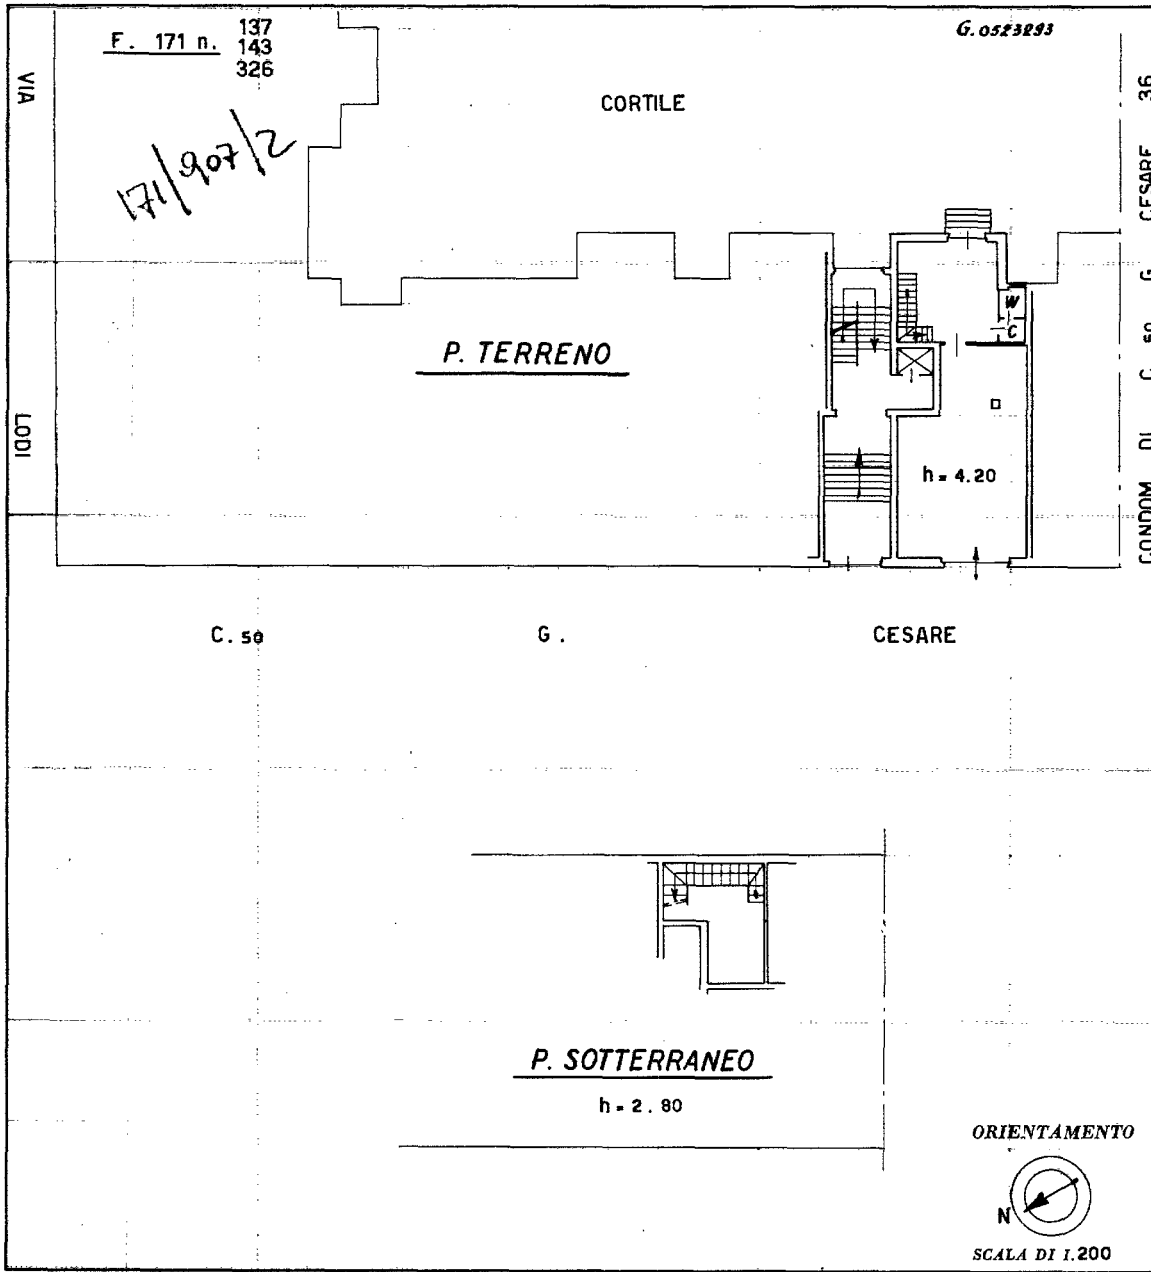 F. 171 n.
137
143
326
G.0523293
VIA
LODI
171/907/2
CORTILE
CONDOM DI C.so G CESARE 36
W
C
P. TERRENO
h = 4.20
C.so G. CESARE
P. SOTTERRANEO
h = 2.80
ORIENTAMENTO
N
SCALA DI 1.200